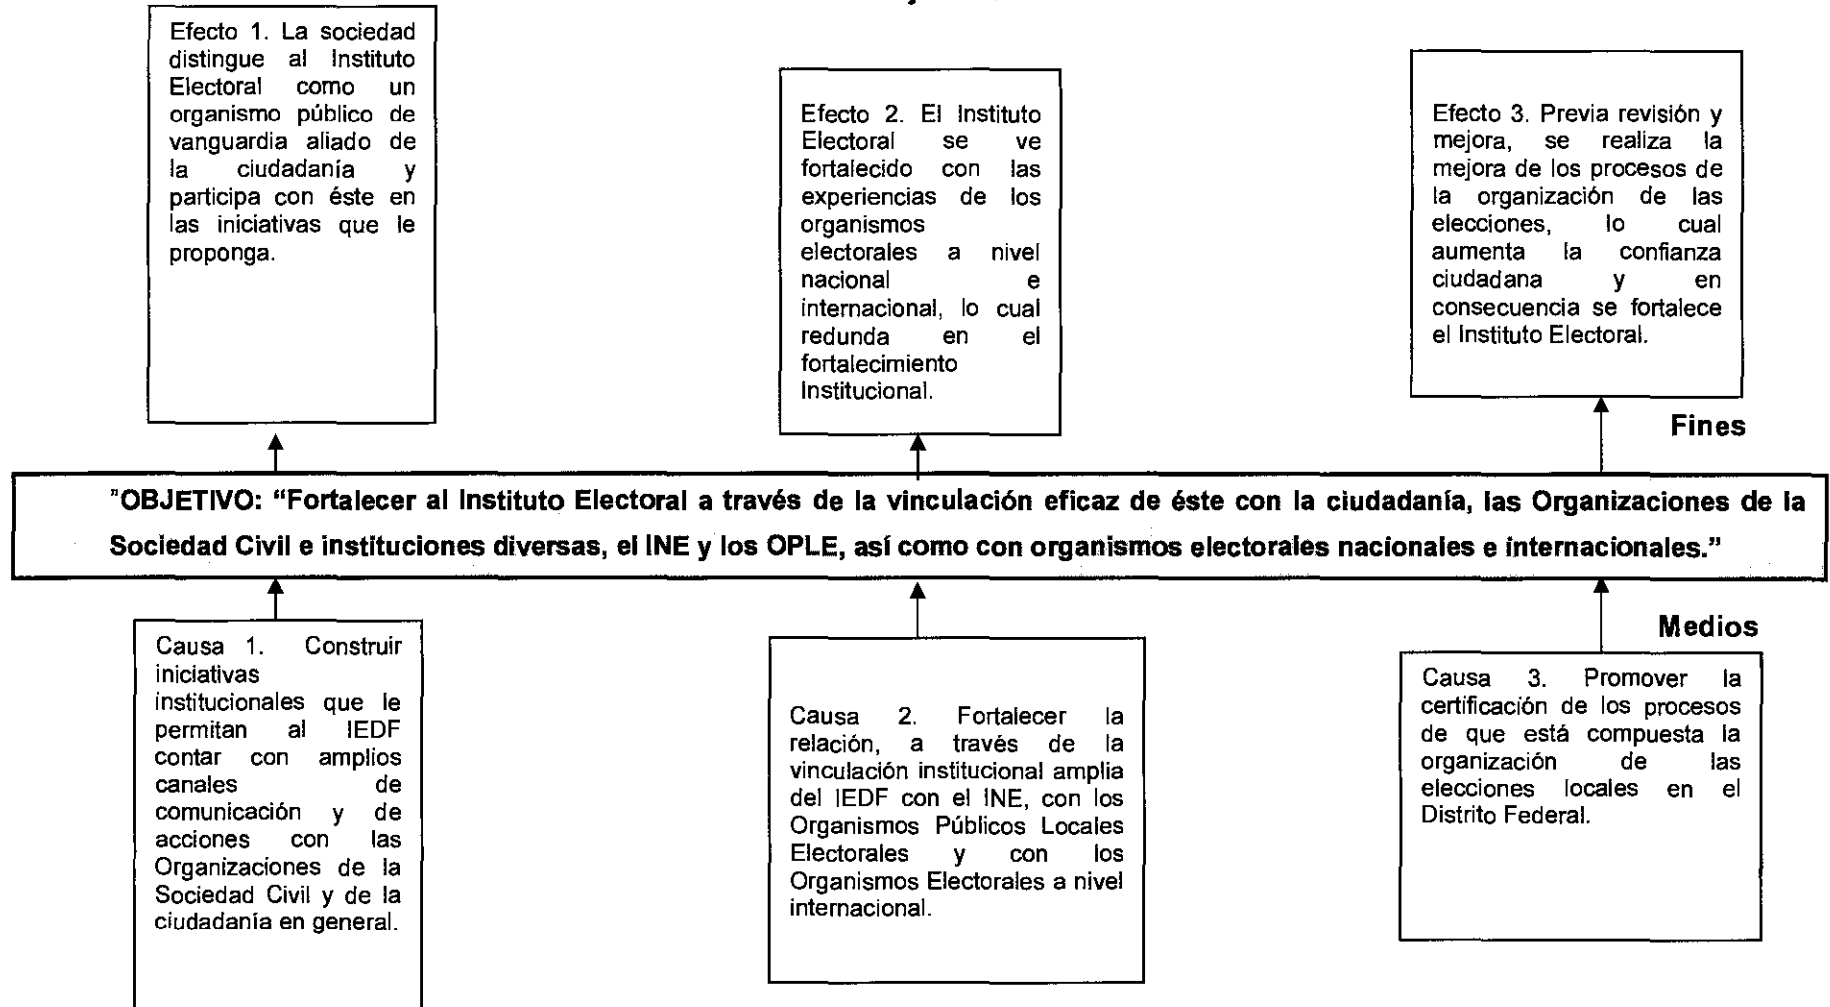 Efecto 1. La sociedad
distingue al Instituto
Electoral como un
organismo público de
vanguardia aliado de
la ciudadanía y
participa con éste en
las iniciativas que le
proponga.
Efecto 2. El Instituto
Electoral se ve
fortalecido con las
experiencias de los
organismos
electorales a nivel
nacional e
internacional, lo cual
redunda en el
fortalecimiento
Institucional.
Efecto 3. Previa revisión y
mejora, se realiza la
mejora de los procesos de
la organización de las
elecciones, lo cual
aumenta la confianza
ciudadana y en
consecuencia se fortalece
el Instituto Electoral.
Fines
"OBJETIVO: “Fortalecer al Instituto Electoral a través de la vinculación eficaz de éste con la ciudadanía, las Organizaciones de la
Sociedad Civil e instituciones diversas, el INE y los OPLE, así como con organismos electorales nacionales e internacionales.”
Medios
Causa 1. Construir
iniciativas
institucionales que le
permitan al IEDF
contar con amplios
canales de
comunicación y de
acciones con las
Organizaciones de la
Sociedad Civil y de la
ciudadanía en general.
Causa 2. Fortalecer la
relación, a través de la
vinculación institucional amplia
del IEDF con el INE, con los
Organismos Públicos Locales
Electorales y con los
Organismos Electorales a nivel
internacional.
Causa 3. Promover la
certificación de los procesos
de que está compuesta la
organización de las
elecciones locales en el
Distrito Federal.